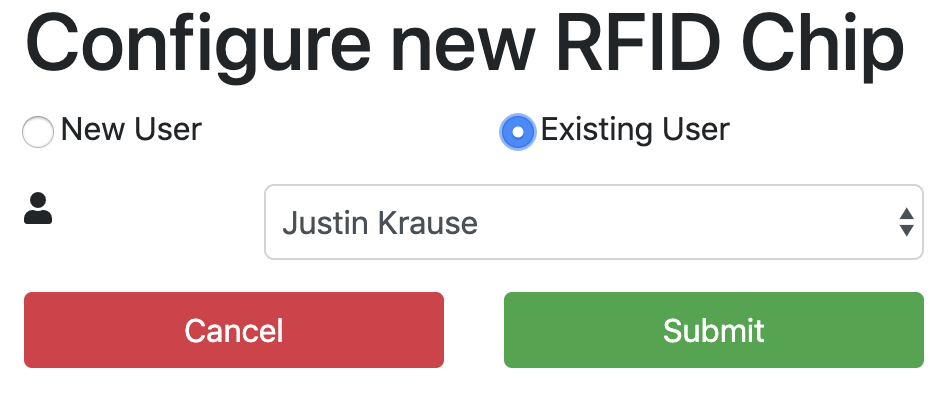 Configure new RFID Chip
New User
Existing User
Justin Krause
Cancel
Submit